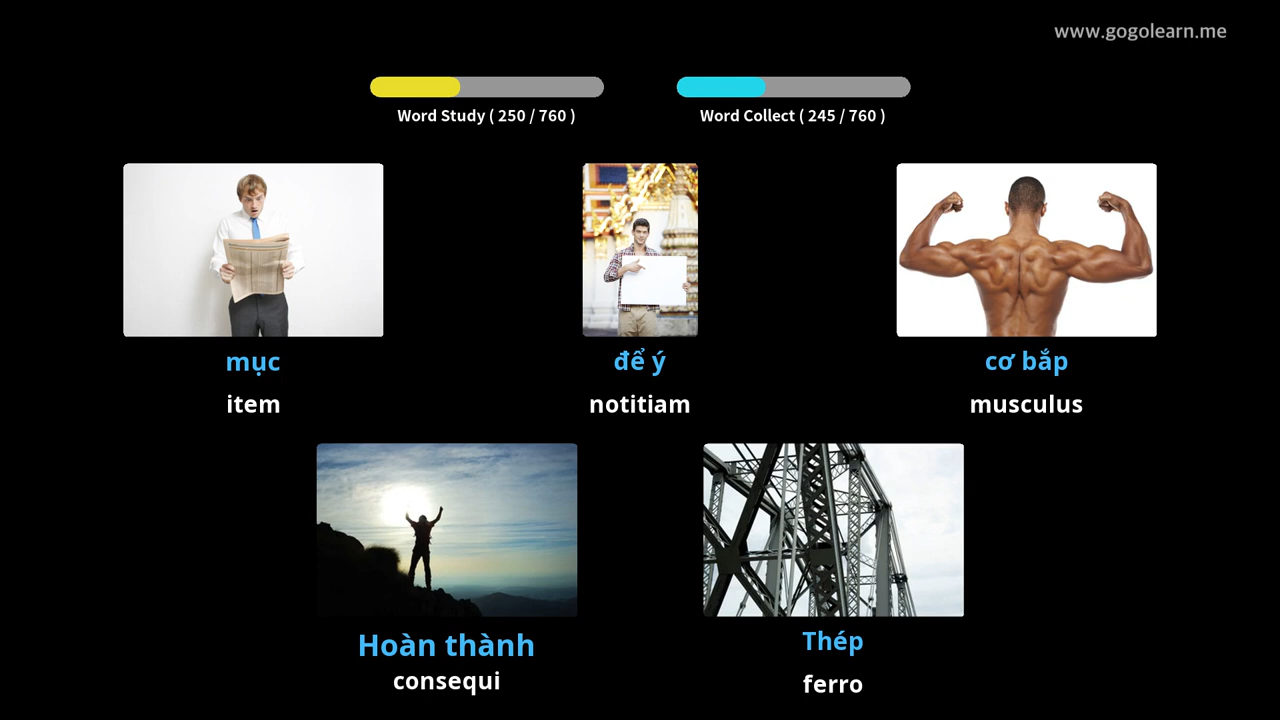 www.gogolearn.me
Word Study ( 250 / 760 )
Word Collect ( 245 / 760 )
mục
item
để ý
notitiam
cơ bắp
musculus
Hoàn thành
consequi
Thép
ferro